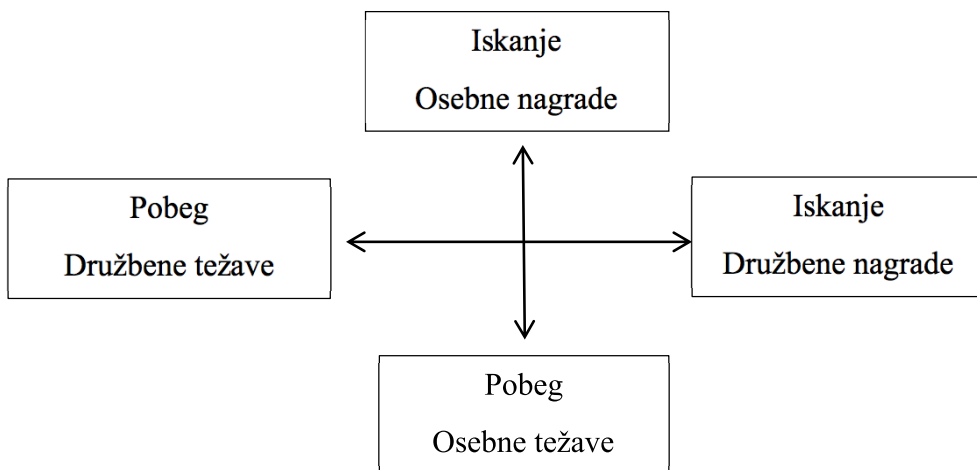 Iskanje
Osebne nagrade
Pobeg
Družbene težave
Iskanje
Družbene nagrade
Pobeg
Osebne težave